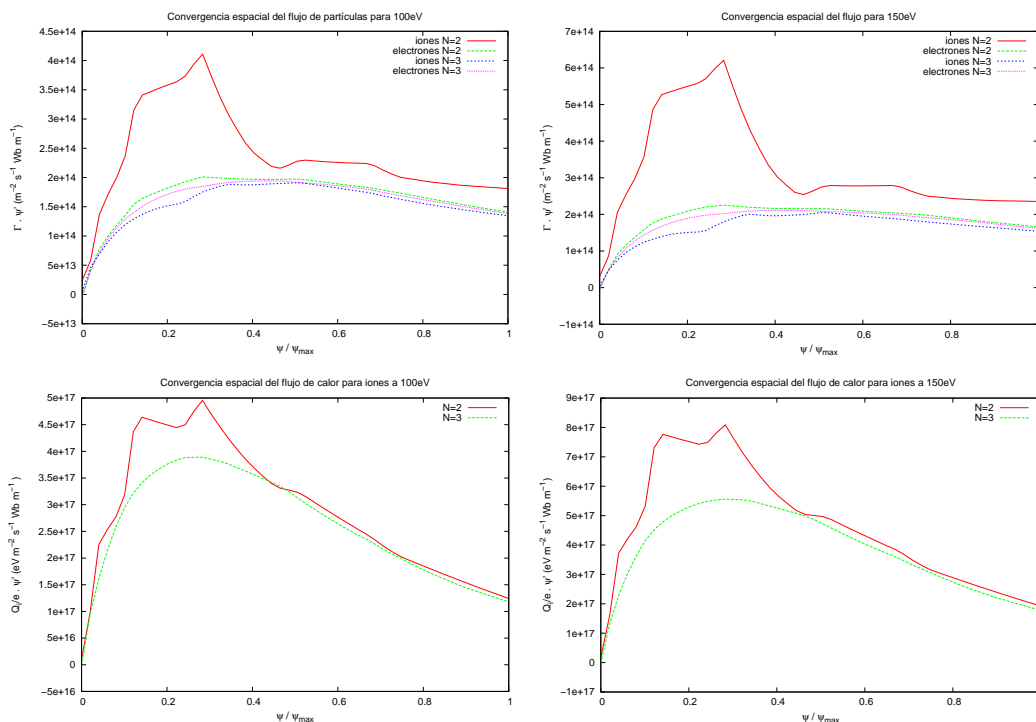 Convergencia espacial del flujo de partículas para 100eV
4.5e+14
4e+14
3.5e+14
3e+14
2.5e+14
2e+14
1.5e+14
1e+14
5e+13
0
-5e+13
0
0.2
0.4
0.6
0.8
1
Γ . ψ' (m⁻² s⁻¹ Wb m⁻¹)
ψ / ψmax
iones N=2
electrones N=2
iones N=3
electrones N=3
Convergencia espacial del flujo para 150eV
7e+14
6e+14
5e+14
4e+14
3e+14
2e+14
1e+14
0
-1e+14
0
0.2
0.4
0.6
0.8
Γ . ψ' (m⁻² s⁻¹ Wb m⁻¹)
ψ / ψmax
iones N=2
electrones N=2
iones N=3
electrones N=3
Convergencia espacial del flujo de calor para iones a 100eV
5e+17
4.5e+17
4e+17
3.5e+17
3e+17
2.5e+17
2e+17
1.5e+17
1e+17
5e+16
0
-5e+16
0
0.2
0.4
0.6
0.8
1
Qi/e . ψ' (eV m⁻² s⁻¹ Wb m⁻¹)
ψ / ψmax
N=2
N=3
Convergencia espacial del flujo de calor para iones a 150eV
9e+17
8e+17
7e+17
6e+17
5e+17
4e+17
3e+17
2e+17
1e+17
0
-1e+17
0
0.2
0.4
0.6
0.8
Qi/e . ψ' (eV m⁻² s⁻¹ Wb m⁻¹)
ψ / ψmax
N=2
N=3